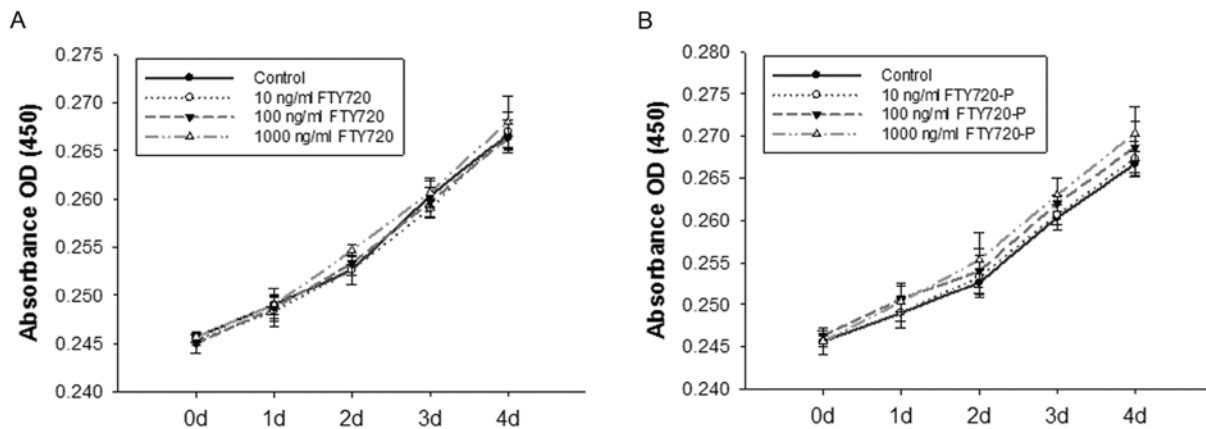 A
Absorbance OD (450)
0.275
0.270
0.265
0.260
0.255
0.250
0.245
0.240
Control
10 ng/ml FTY720
100 ng/ml FTY720
1000 ng/ml FTY720
0d
1d
2d
3d
4d
B
Absorbance OD (450)
0.280
0.275
0.270
0.265
0.260
0.255
0.250
0.245
0.240
Control
10 ng/ml FTY720-P
100 ng/ml FTY720-P
1000 ng/ml FTY720-P
0d
1d
2d
3d
4d